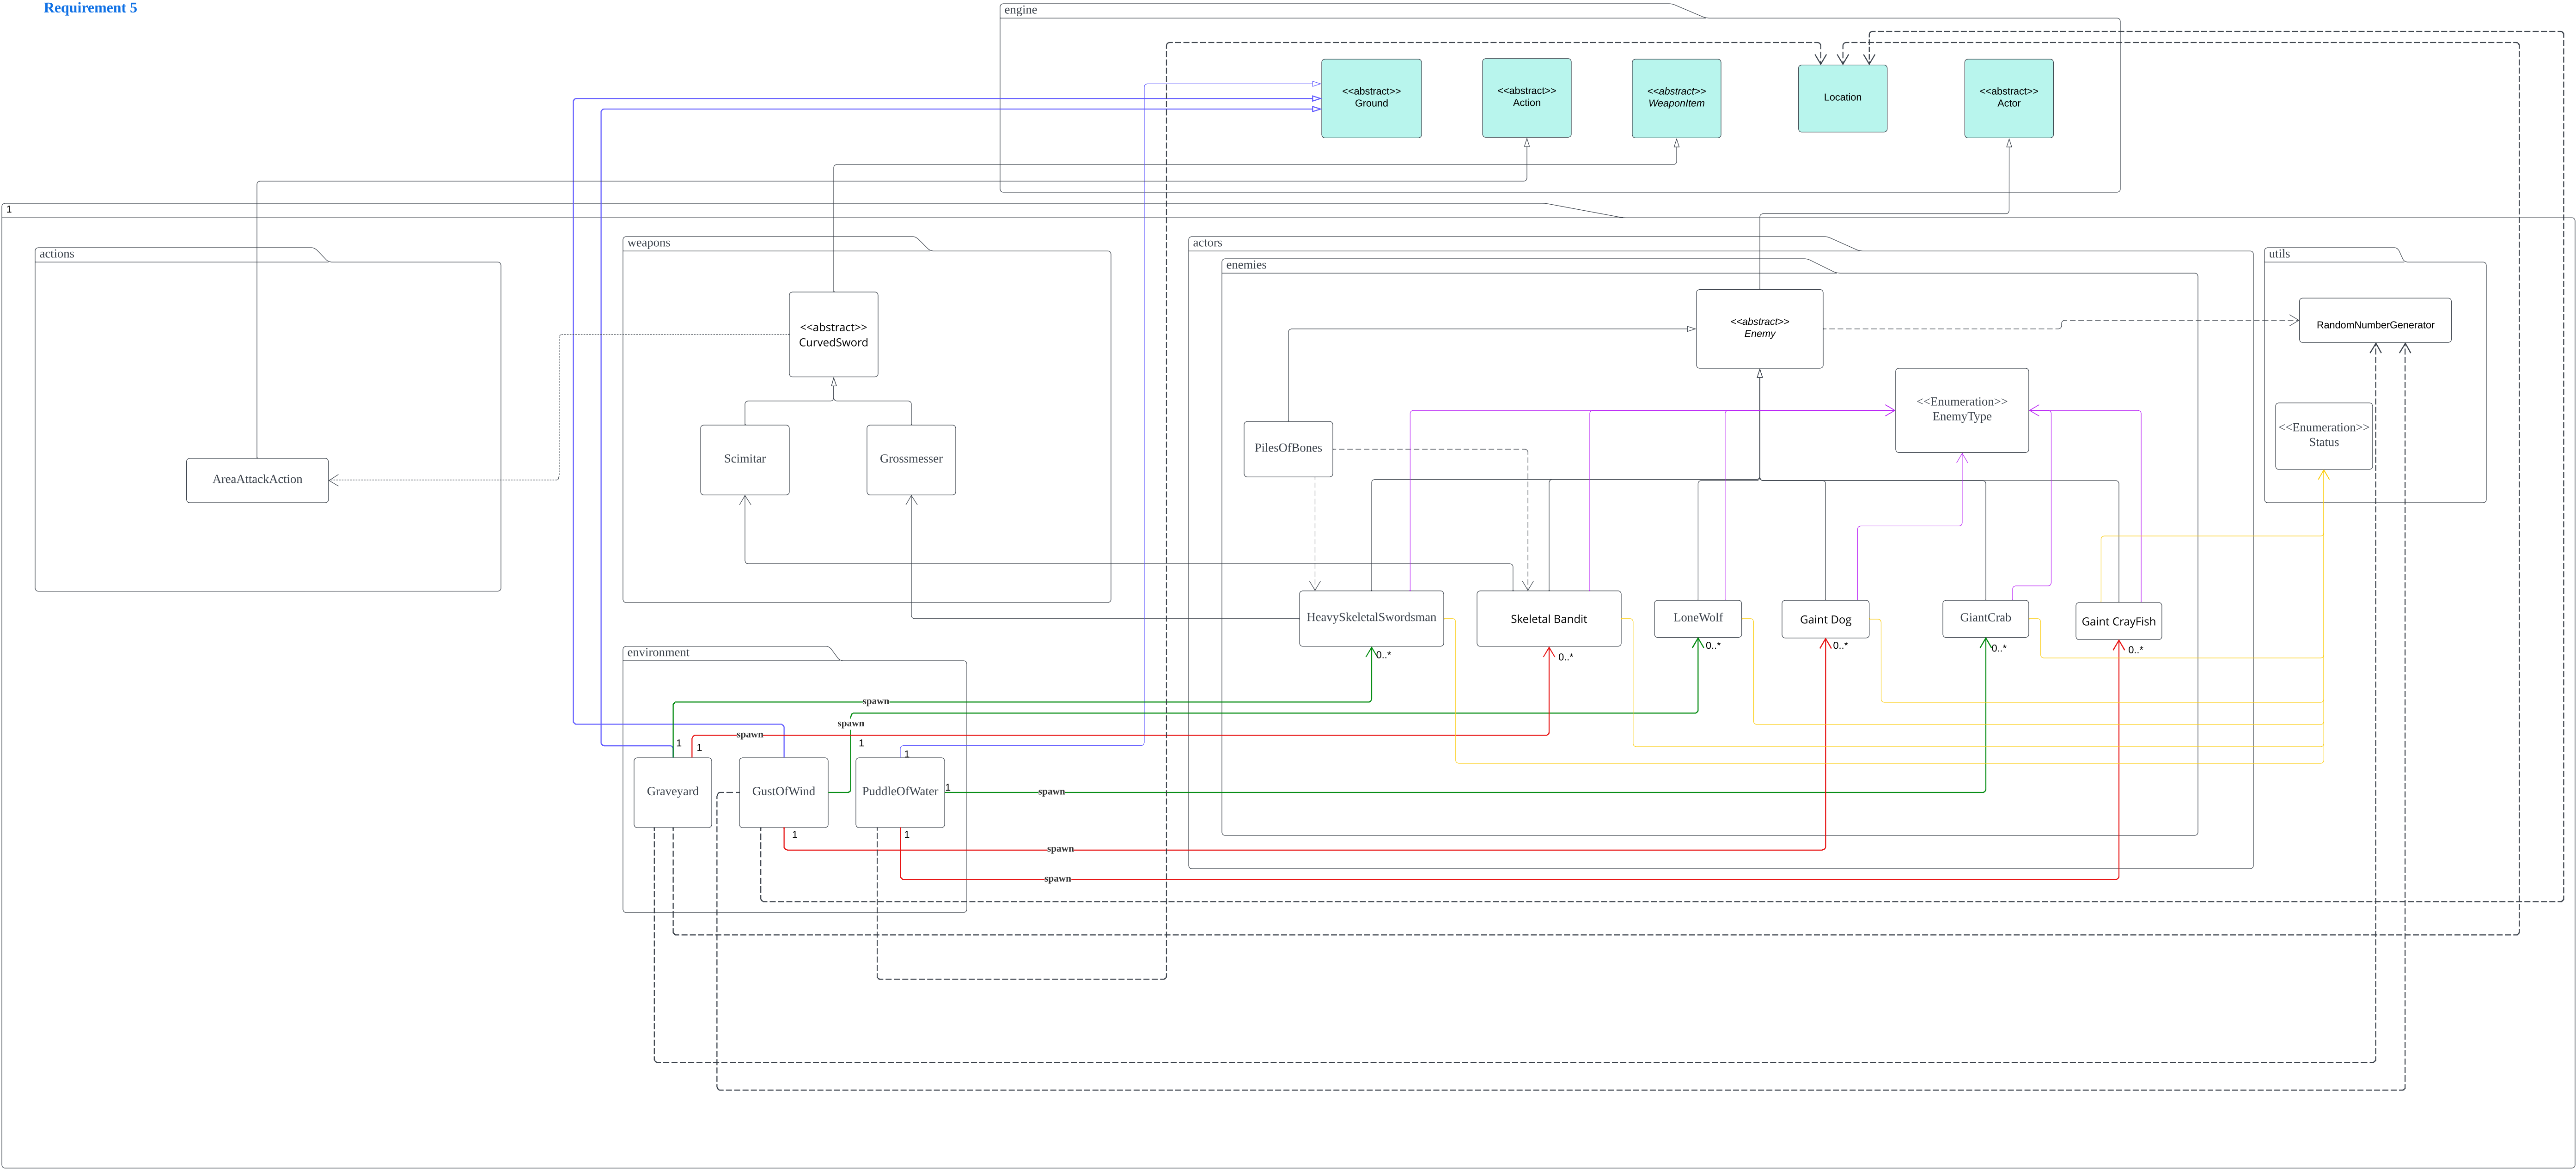 Requirement 5
engine
<<abstract>>
Ground
<<abstract>>
Action
<<abstract>>
WeaponItem
Location
<<abstract>>
Actor
1
actions
AreaAttackAction
weapons
<<abstract>>
CurvedSword
Scimitar
Grossmesser
actors
enemies
<<abstract>>
Enemy
<<Enumeration>>
EnemyType
PilesOfBones
HeavySkeletalSwordsman
Skeletal Bandit
LoneWolf
Gaint Dog
GiantCrab
Gaint CrayFish
0..*
0..*
0..*
0..*
0..*
0..*
utils
RandomNumberGenerator
<<Enumeration>>
Status
environment
spawn
spawn
spawn
1
1
1
1
Graveyard
GustOfWind
PuddleOfWater
1
spawn
1
1
spawn
spawn